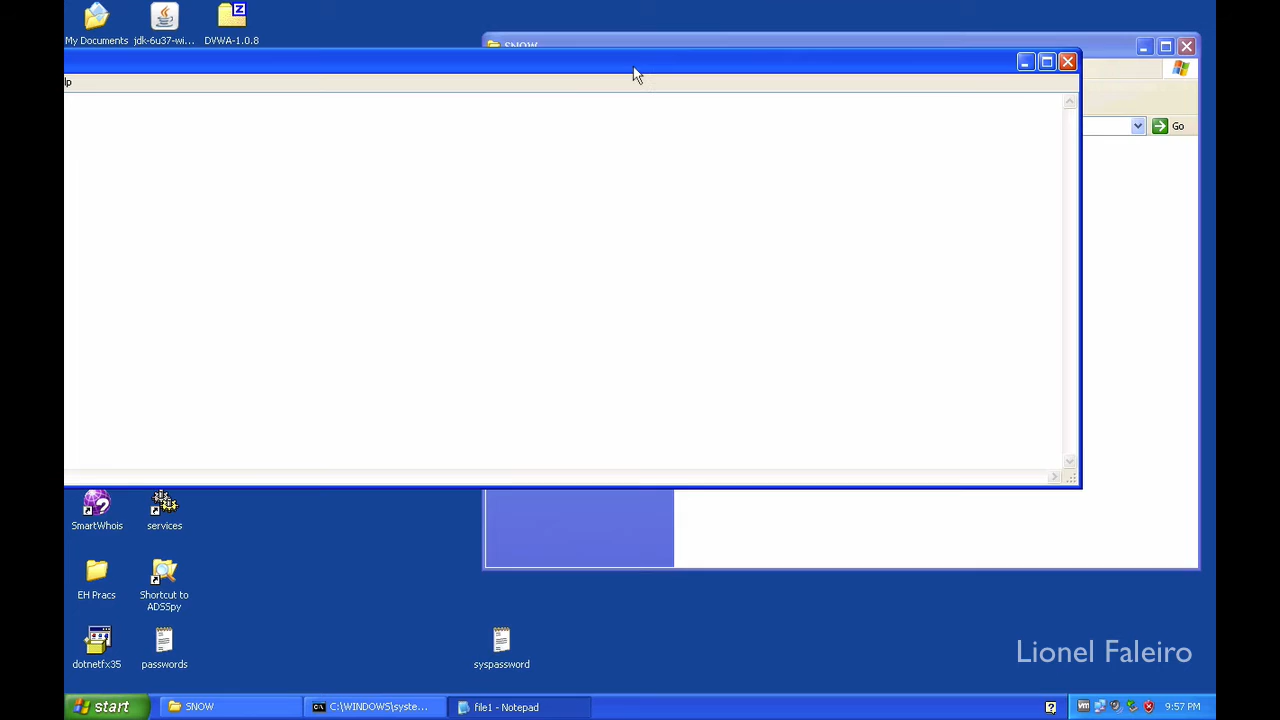 My Documents
jdk-6u37-wi...
DVWA-1.0.8
SNOW
lp
Go
SmartWhois
services
EH Pracs
Shortcut to
ADSSpy
dotnetfx35
passwords
syspassword
Lionel Faleiro
start
SNOW
C:\WINDOWS\syste...
file1 - Notepad
9:57 PM